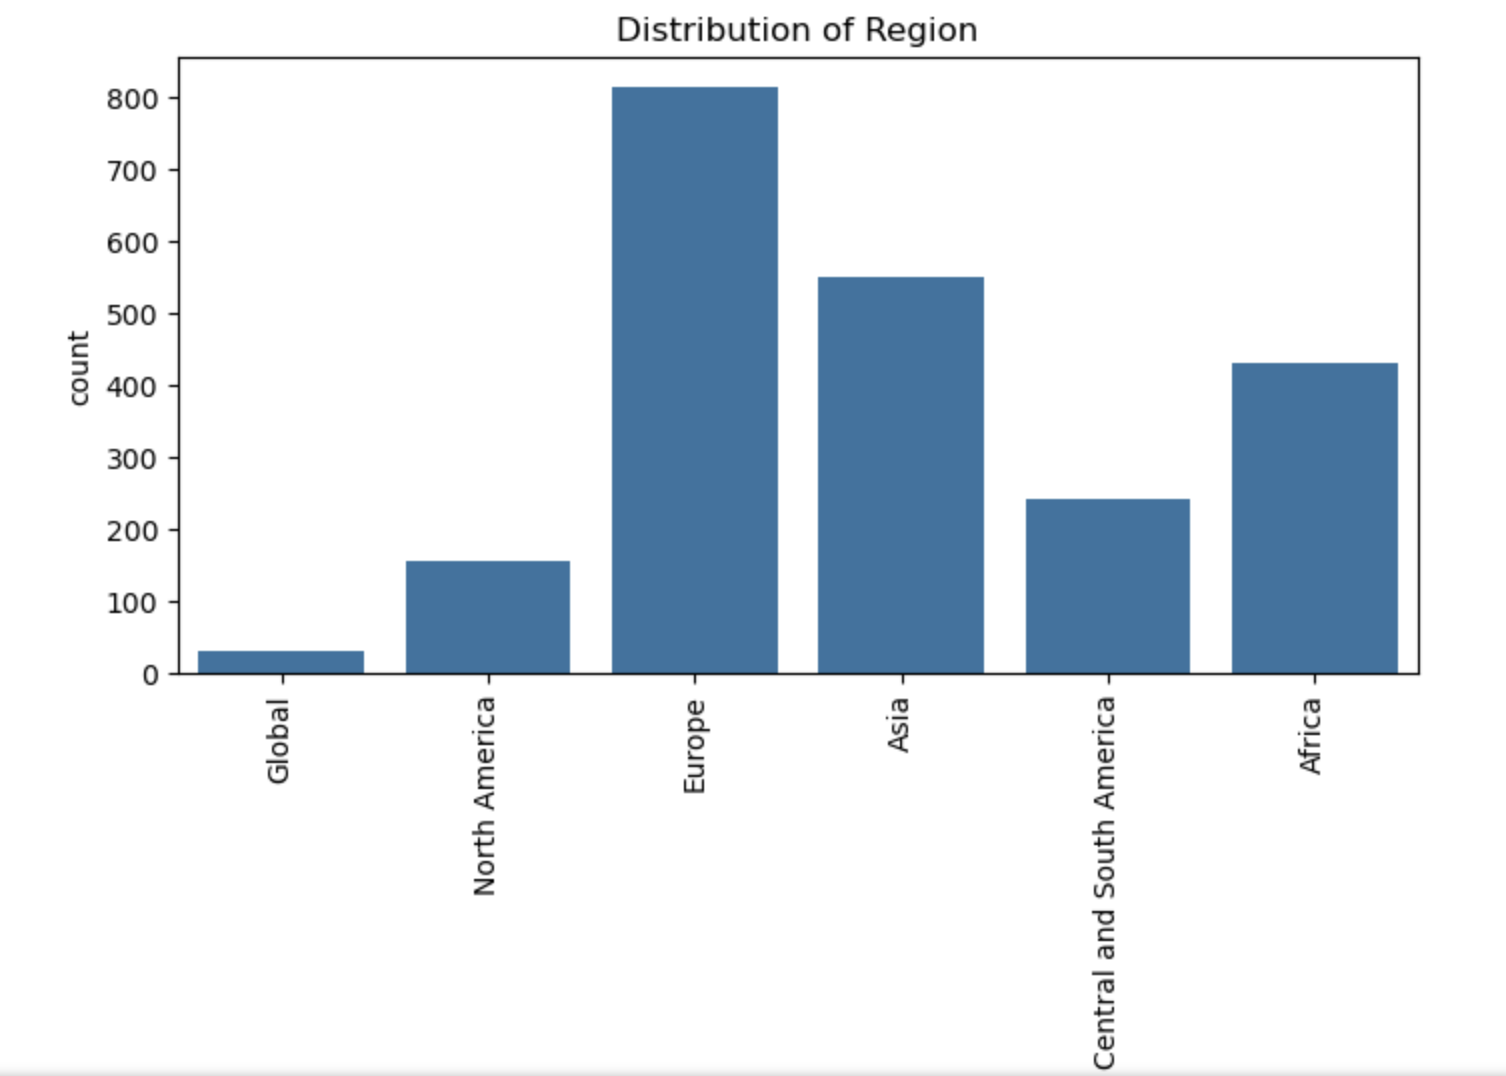 Distribution of Region
800
700
600
500
400
300
200
100
0
count
Global
North America
Europe
Asia
Central and South America
Africa